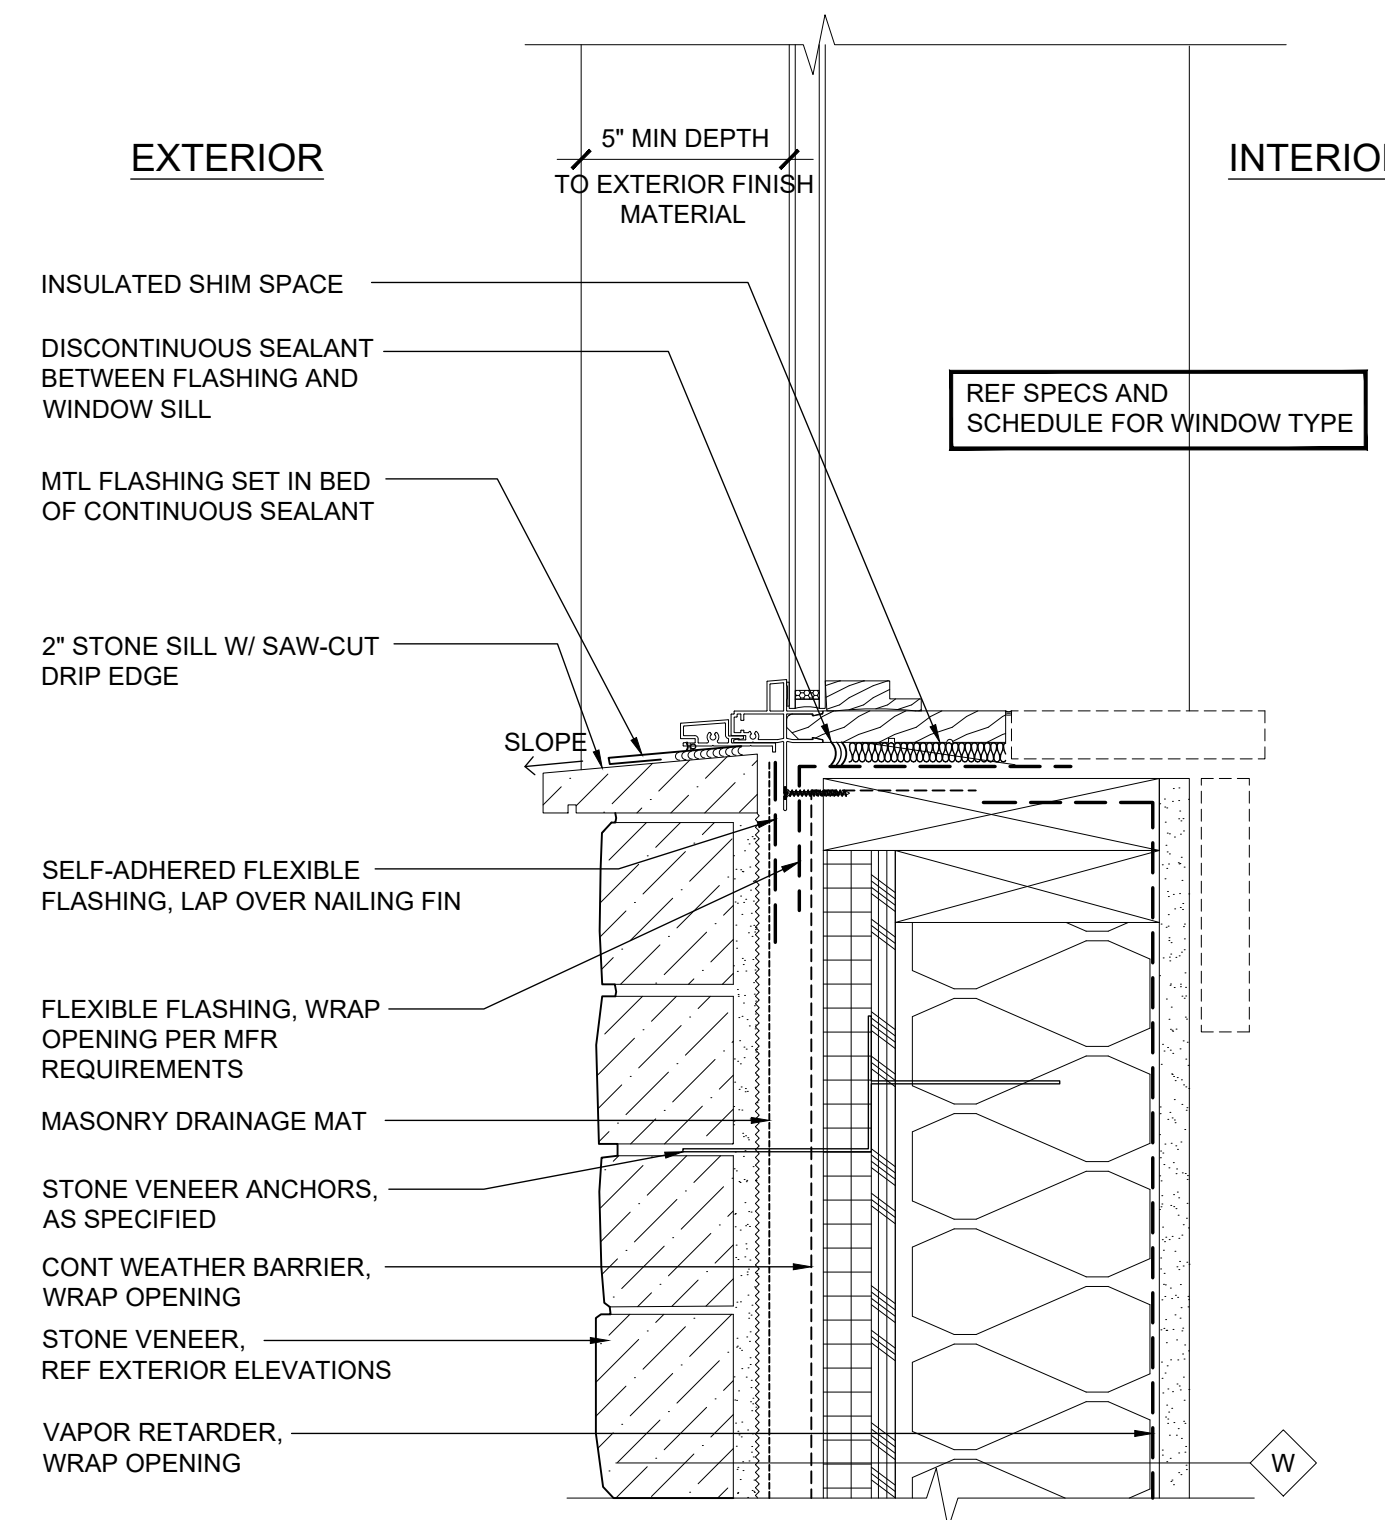 EXTERIOR
5" MIN DEPTH
TO EXTERIOR FINISH
MATERIAL
INTERIOR
INSULATED SHIM SPACE
DISCONTINUOUS SEALANT
BETWEEN FLASHING AND
WINDOW SILL
REF SPECS AND
SCHEDULE FOR WINDOW TYPE
MTL FLASHING SET IN BED
OF CONTINUOUS SEALANT
2" STONE SILL W/ SAW-CUT
DRIP EDGE
SLOPE
SELF-ADHERED FLEXIBLE
FLASHING, LAP OVER NAILING FIN
FLEXIBLE FLASHING, WRAP
OPENING PER MFR
REQUIREMENTS
MASONRY DRAINAGE MAT
STONE VENEER ANCHORS,
AS SPECIFIED
CONT WEATHER BARRIER,
WRAP OPENING
STONE VENEER,
REF EXTERIOR ELEVATIONS
VAPOR RETARDER,
WRAP OPENING
W